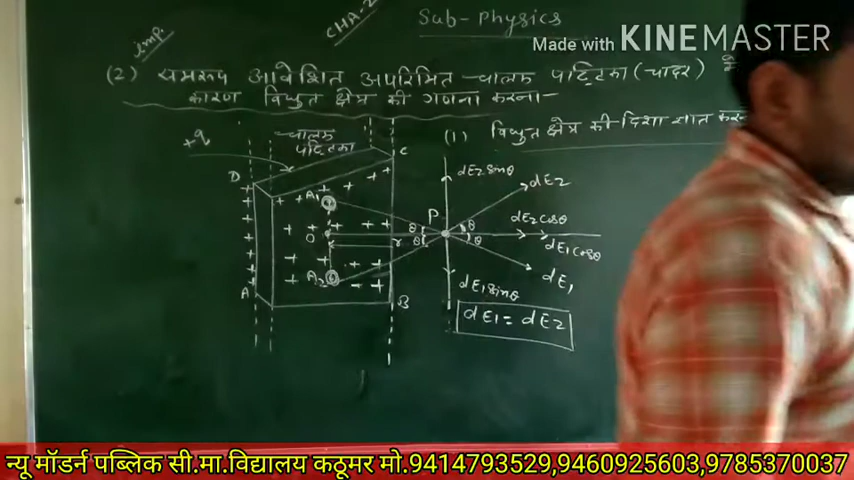 Sub-Physics
CHA-2
imp.
Made with KINEMASTER
(2) समरूप आवेशित अपरिमित चालक पट्टिका (चादर) के
कारण विधुत क्षेत्र की गणना करना-
(1) विधुत क्षेत्र की दिशा ज्ञात करना
+q
चालक
पट्टिका
D
C
A1
O
A2
A
B
r
P
θ
θ
θ
θ
dE2 sinθ
dE2
dE2 cosθ
dE1 cosθ
dE1
dE1 sinθ
dE1 = dE2
न्यू मॉडर्न पब्लिक सी.मा.विद्यालय कठूमर मो.9414793529,9460925603,9785370037